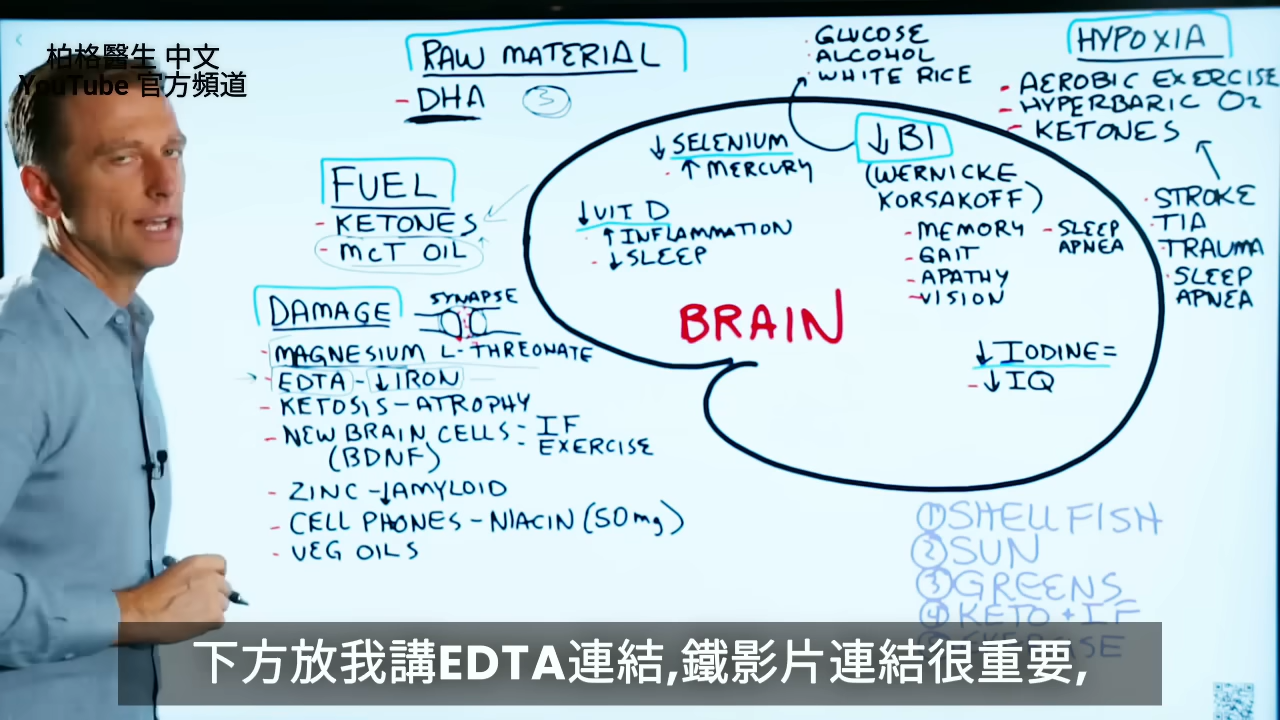 柏格醫生 中文
YouTube 官方頻道
RAW MATERIAL
- DHA ③
FUEL
- KETONES
- MCT OIL
DAMAGE
SYNAPSE
- MAGNESIUM L-THREONATE
- EDTA - ↓IRON
- KETOSIS - ATROPHY
- NEW BRAIN CELLS: IF
EXERCISE
(BDNF)
- ZINC - ↓AMYLOID
- CELL PHONES - NIACIN (50mg)
- VEG OILS
GLUCOSE
ALCOHOL
WHITE RICE
↓SELENIUM
↑MERCURY
↓VIT D
↑INFLAMMATION
↓SLEEP
↓B1
(WERNICKE
KORSAKOFF)
- MEMORY
- GAIT
- APATHY
- VISION
- SLEEP
APNEA
BRAIN
↓IODINE =
- ↓IQ
HYPOXIA
- AEROBIC EXERCISE
- HYPERBARIC O2
- KETONES
STROKE
TIA
TRAUMA
SLEEP
APNEA
① SHELLFISH
② SUN
③ GREENS
④ KETO + IF
下方放我講EDTA連結,鐵影片連結很重要,